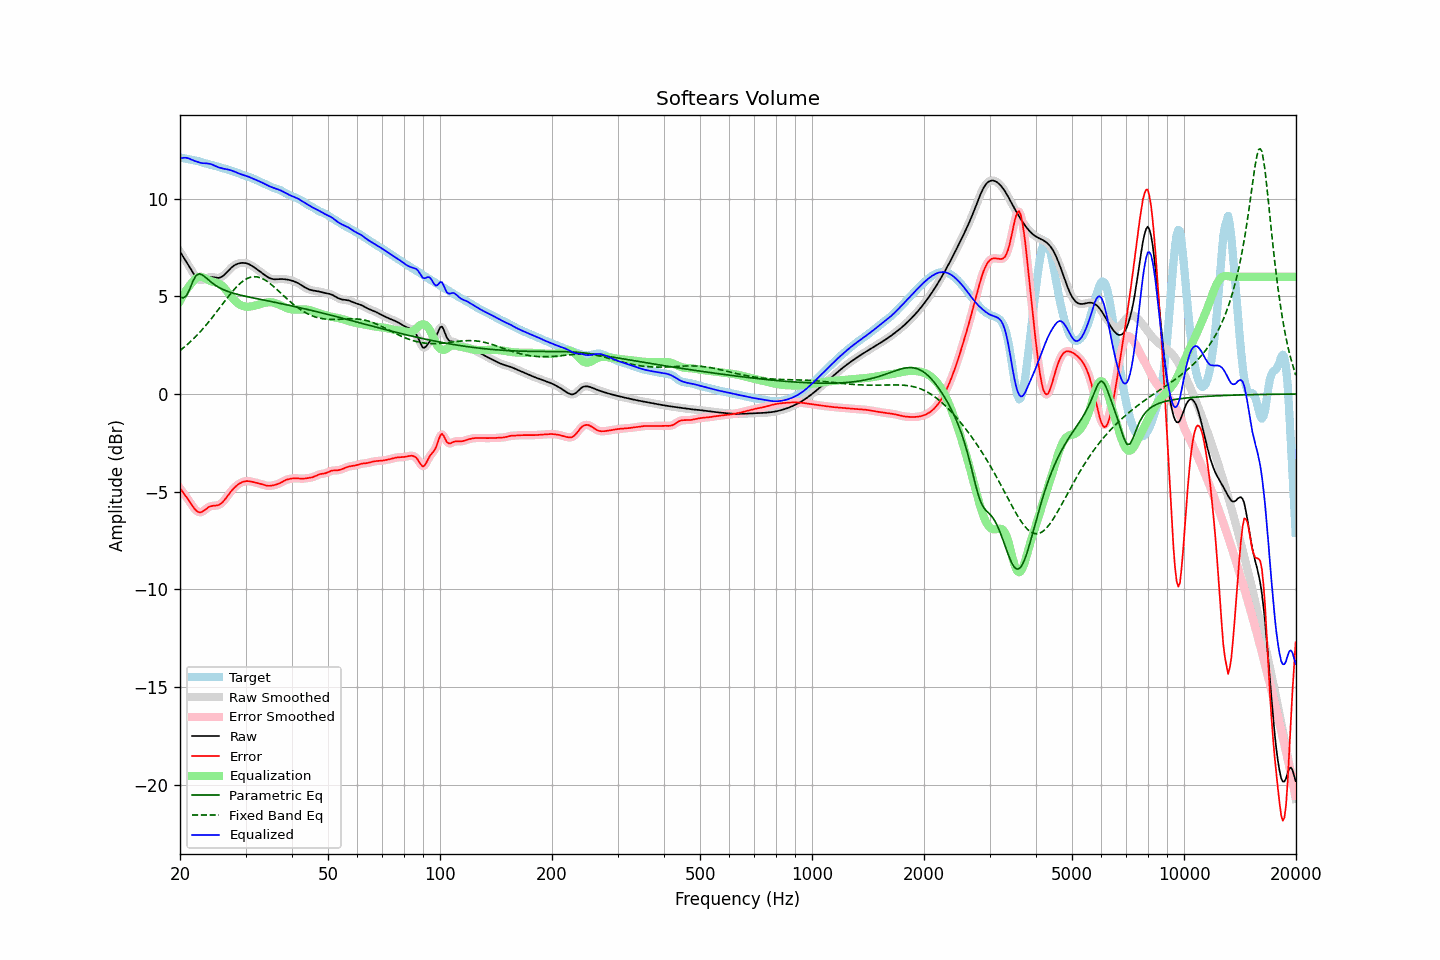 Softears Volume
Amplitude (dBr)
10
5
0
−5
−10
−15
−20
Target
Raw Smoothed
Error Smoothed
Raw
Error
Equalization
Parametric Eq
Fixed Band Eq
Equalized
20 50 100 200 500 1000 2000 5000 10000 20000
Frequency (Hz)